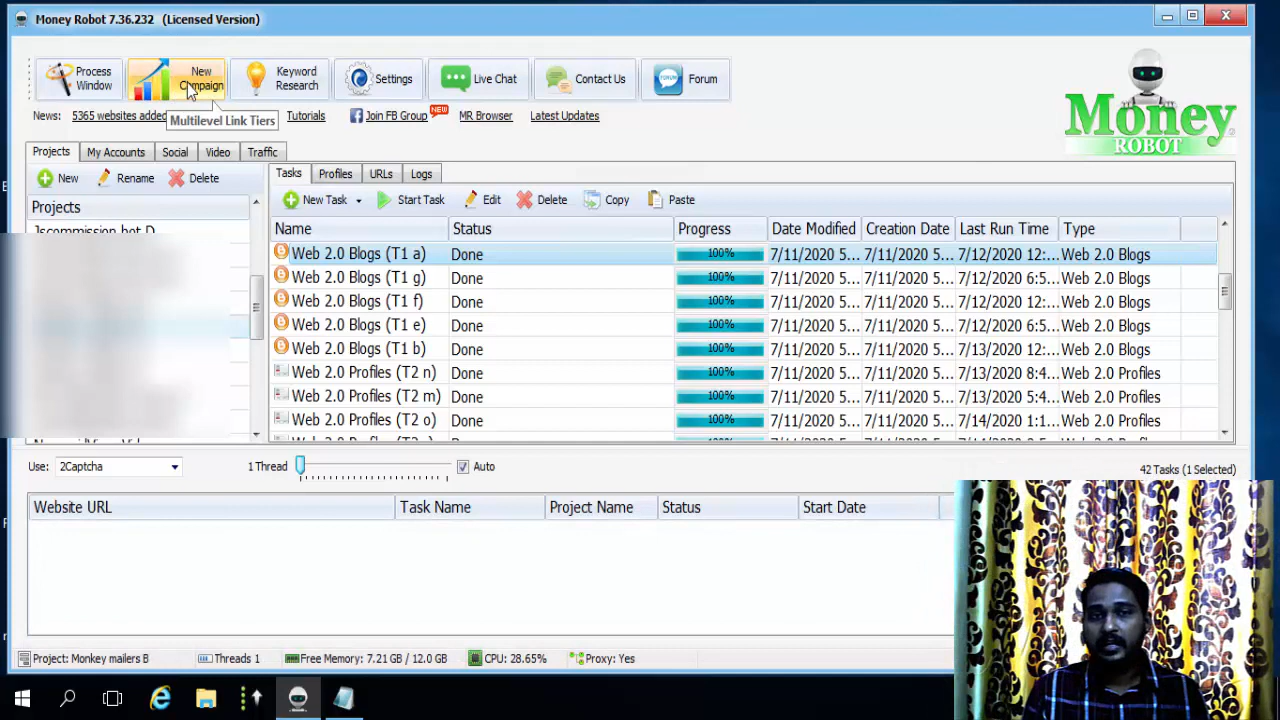 Money Robot 7.36.232 (Licensed Version)
Process Window
New Campaign
Keyword Research
Settings
Live Chat
Contact Us
Forum
Money ROBOT
News: 5365 websites added
Multilevel Link Tiers
Tutorials
Join FB Group
NEW
MR Browser
Latest Updates
Projects My Accounts Social Video Traffic
New Rename Delete
Projects
Jscommission bot D
Tasks Profiles URLs Logs
New Task Start Task Edit Delete Copy Paste
Name Status Progress Date Modified Creation Date Last Run Time Type
Web 2.0 Blogs (T1 a) Done 100% 7/11/2020 5... 7/11/2020 5... 7/12/2020 12:... Web 2.0 Blogs
Web 2.0 Blogs (T1 g) Done 100% 7/11/2020 5... 7/11/2020 5... 7/12/2020 6:5... Web 2.0 Blogs
Web 2.0 Blogs (T1 f) Done 100% 7/11/2020 5... 7/11/2020 5... 7/12/2020 12:... Web 2.0 Blogs
Web 2.0 Blogs (T1 e) Done 100% 7/11/2020 5... 7/11/2020 5... 7/12/2020 6:5... Web 2.0 Blogs
Web 2.0 Blogs (T1 b) Done 100% 7/11/2020 5... 7/11/2020 5... 7/13/2020 12:... Web 2.0 Blogs
Web 2.0 Profiles (T2 n) Done 100% 7/11/2020 5... 7/11/2020 5... 7/13/2020 8:4... Web 2.0 Profiles
Web 2.0 Profiles (T2 m) Done 100% 7/11/2020 5... 7/11/2020 5... 7/13/2020 5:4... Web 2.0 Profiles
Web 2.0 Profiles (T2 o) Done 100% 7/11/2020 5... 7/11/2020 5... 7/14/2020 1:1... Web 2.0 Profiles
Use: 2Captcha 1 Thread Auto
42 Tasks (1 Selected)
Website URL Task Name Project Name Status Start Date
Project: Monkey mailers B Threads 1 Free Memory: 7.21 GB / 12.0 GB CPU: 28.65% Proxy: Yes